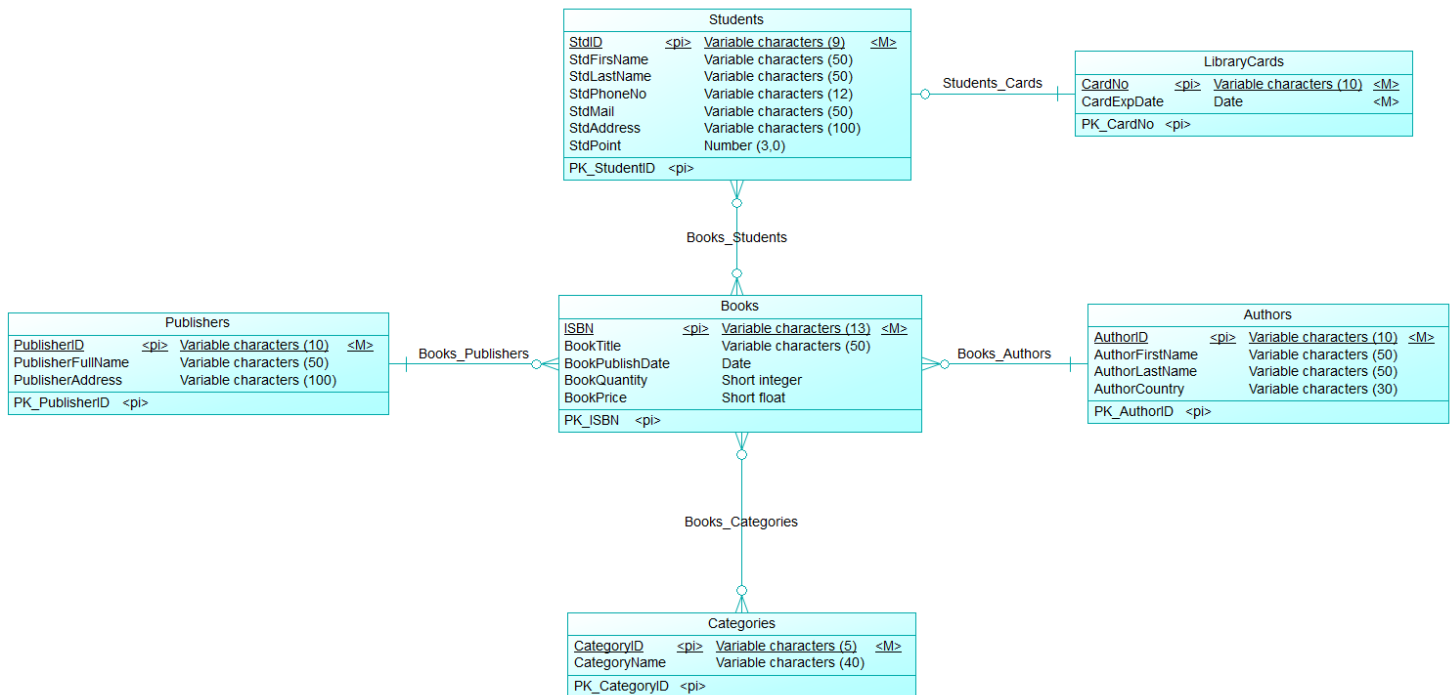 Students
StdID <pi> Variable characters (9) <M>
StdFirsName Variable characters (50)
StdLastName Variable characters (50)
StdPhoneNo Variable characters (12)
StdMail Variable characters (50)
StdAddress Variable characters (100)
StdPoint Number (3,0)
PK_StudentID <pi>
Students_Cards
LibraryCards
CardNo <pi> Variable characters (10) <M>
CardExpDate Date <M>
PK_CardNo <pi>
Books_Students
Publishers
PublisherID <pi> Variable characters (10) <M>
PublisherFullName Variable characters (50)
PublisherAddress Variable characters (100)
PK_PublisherID <pi>
Books_Publishers
Books
ISBN <pi> Variable characters (13) <M>
BookTitle Variable characters (50)
BookPublishDate Date
BookQuantity Short integer
BookPrice Short float
PK_ISBN <pi>
Books_Authors
Authors
AuthorID <pi> Variable characters (10) <M>
AuthorFirstName Variable characters (50)
AuthorLastName Variable characters (50)
AuthorCountry Variable characters (30)
PK_AuthorID <pi>
Books_Categories
Categories
CategoryID <pi> Variable characters (5) <M>
CategoryName Variable characters (40)
PK_CategoryID <pi>